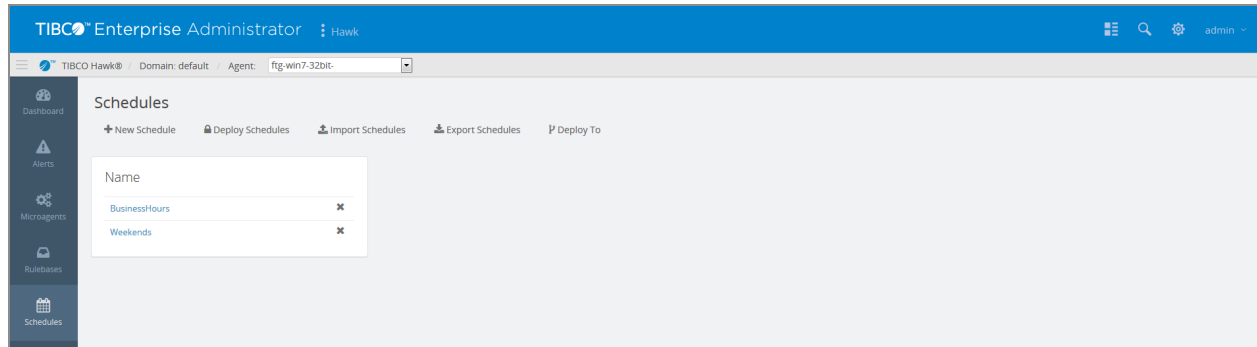 TIBCO™ Enterprise Administrator Hawk admin
TIBCO Hawk® / Domain: default / Agent: ftg-win7-32bit-
Dashboard
Schedules
New Schedule Deploy Schedules Import Schedules Export Schedules Deploy To
Alerts
Name
Microagents
BusinessHours
Weekends
Rulebases
Schedules